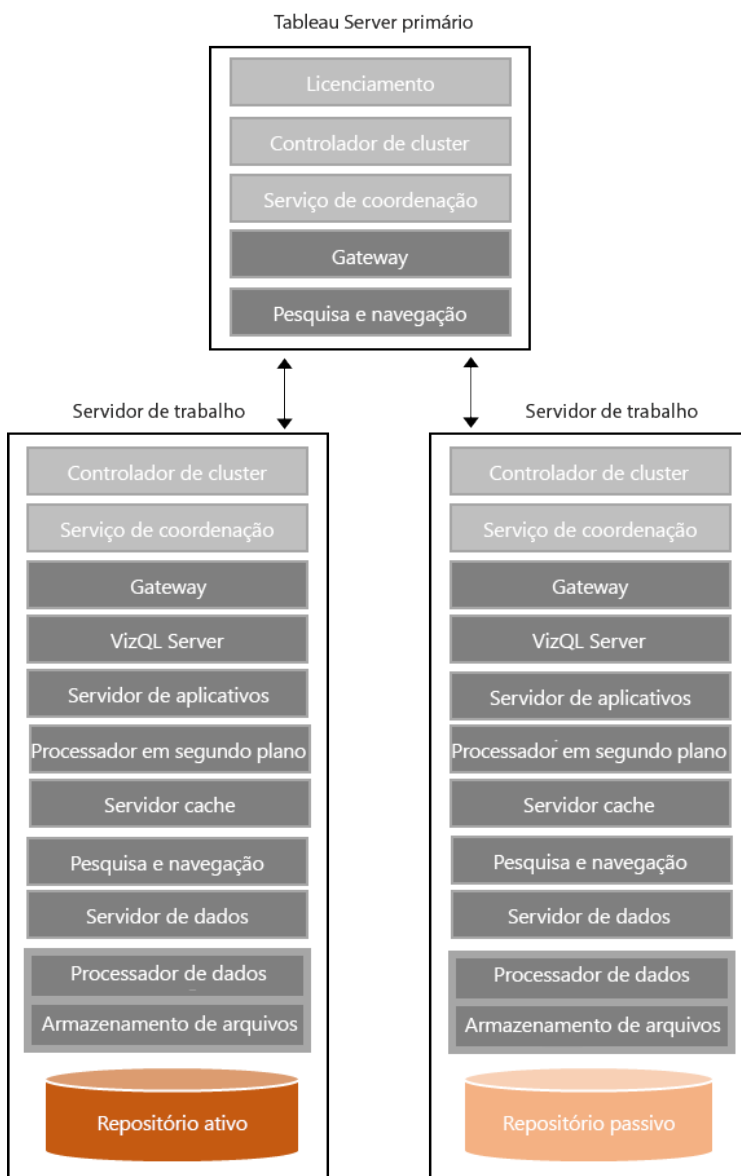 Tableau Server primário
Licenciamento
Controlador de cluster
Serviço de coordenação
Gateway
Pesquisa e navegação
Servidor de trabalho
Controlador de cluster
Serviço de coordenação
Gateway
VizQL Server
Servidor de aplicativos
Processador em segundo plano
Servidor cache
Pesquisa e navegação
Servidor de dados
Processador de dados
Armazenamento de arquivos
Repositório ativo
Servidor de trabalho
Controlador de cluster
Serviço de coordenação
Gateway
VizQL Server
Servidor de aplicativos
Processador em segundo plano
Servidor cache
Pesquisa e navegação
Servidor de dados
Processador de dados
Armazenamento de arquivos
Repositório passivo